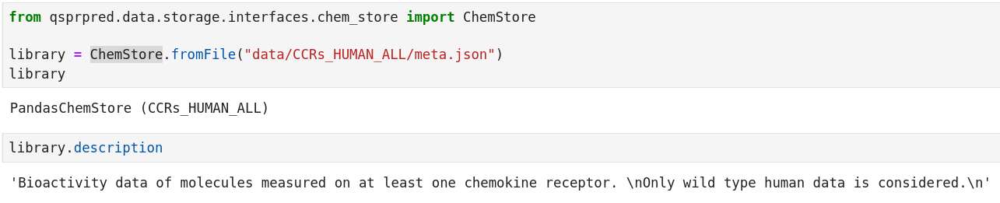 from qsprpred.data.storage.interfaces.chem_store import ChemStore
library = ChemStore.fromFile("data/CCRs_HUMAN_ALL/meta.json")
library
PandasChemStore (CCRs_HUMAN_ALL)
library.description
'Bioactivity data of molecules measured on at least one chemokine receptor. \nOnly wild type human data is considered.\n'